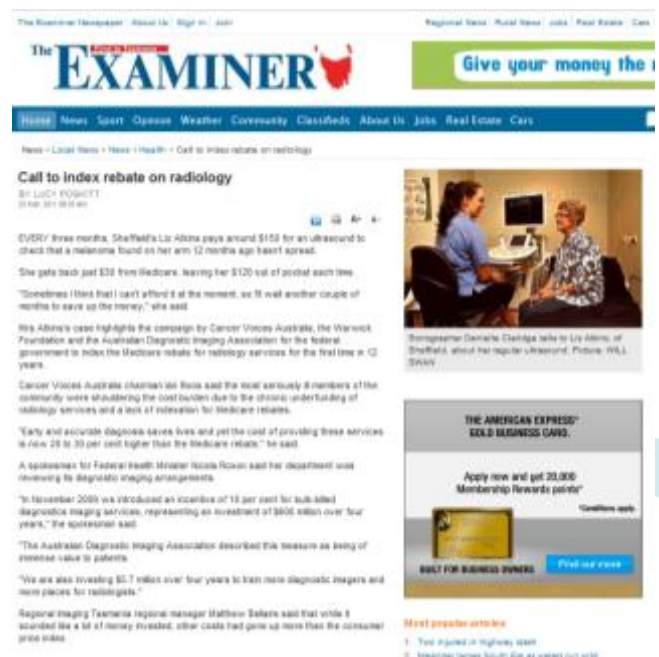 The Examiner Newspaper About Us Sign In Join
Regional News Rural News Jobs Real Estate Cars
The
EXAMINER
Give your money the
Home News Sport Opinion Weather Community Classifieds About Us Jobs Real Estate Cars
News » Local News » News » Health » Call to index rebate on radiology
Call to index rebate on radiology
BY LUCY POSKITT
A+ A-
EVERY three months, Sheffield's Liz Atkins pays around $150 for an ultrasound to
check that a melanoma found on her arm 12 months ago hasn't spread.
She gets back just $30 from Medicare, leaving her $120 out of pocket each time.
"Sometimes I think that I can't afford it at the moment, so I'll wait another couple of
months to save up the money," she said.
Mrs Atkins's case highlights the campaign by Cancer Voices Australia, the Warwick
Foundation and the Australian Diagnostic Imaging Association for the federal
government to index the Medicare rebate for radiology services for the first time in 12
years.
Cancer Voices Australia chairman Ian said the most seriously ill members of the
community were shouldering the cost burden due to the chronic underfunding of
radiology services and a lack of indexation for Medicare rebates.
"Early and accurate diagnosis saves lives and yet the cost of providing these services
is now 20 to 30 per cent higher than the Medicare rebate," he said.
A spokesman for Federal Health Minister Nicola Roxon said her department was
reviewing its diagnostic imaging arrangements.
"In November 2009 we introduced an incentive of 10 per cent for bulk-billed
diagnostics imaging services, representing an investment of $600 million over four
years," the spokesman said.
"The Australian Diagnostic Imaging Association described this measure as being of
immense value to patients.
"We are also investing $5.7 million over four years to train more diagnostic imagers and
more places for radiologists."
Regional Imaging Tasmania regional manager Matthew said that while it
sounded like a lot of money invested, other costs had gone up more than the consumer
price index.
Sonographer Danielle Claridge talks to Liz Atkins, of
Sheffield, about her regular ultrasound. Picture: WILL
SWAN
THE AMERICAN EXPRESS®
GOLD BUSINESS CARD.
Apply now and get 20,000
Membership Rewards points*
*Conditions apply
BUILT FOR BUSINESS OWNERS
Find out more
Most popular articles
1. Two injured in highway crash